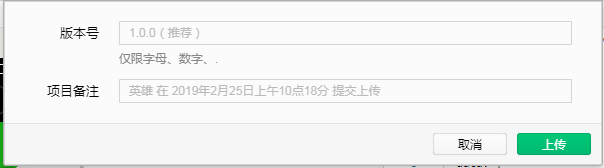 版本号 1.0.0（推荐）
仅限字母、数字、.
项目备注 英雄 在 2019年2月25日上午10点18分 提交上传
取消 上传